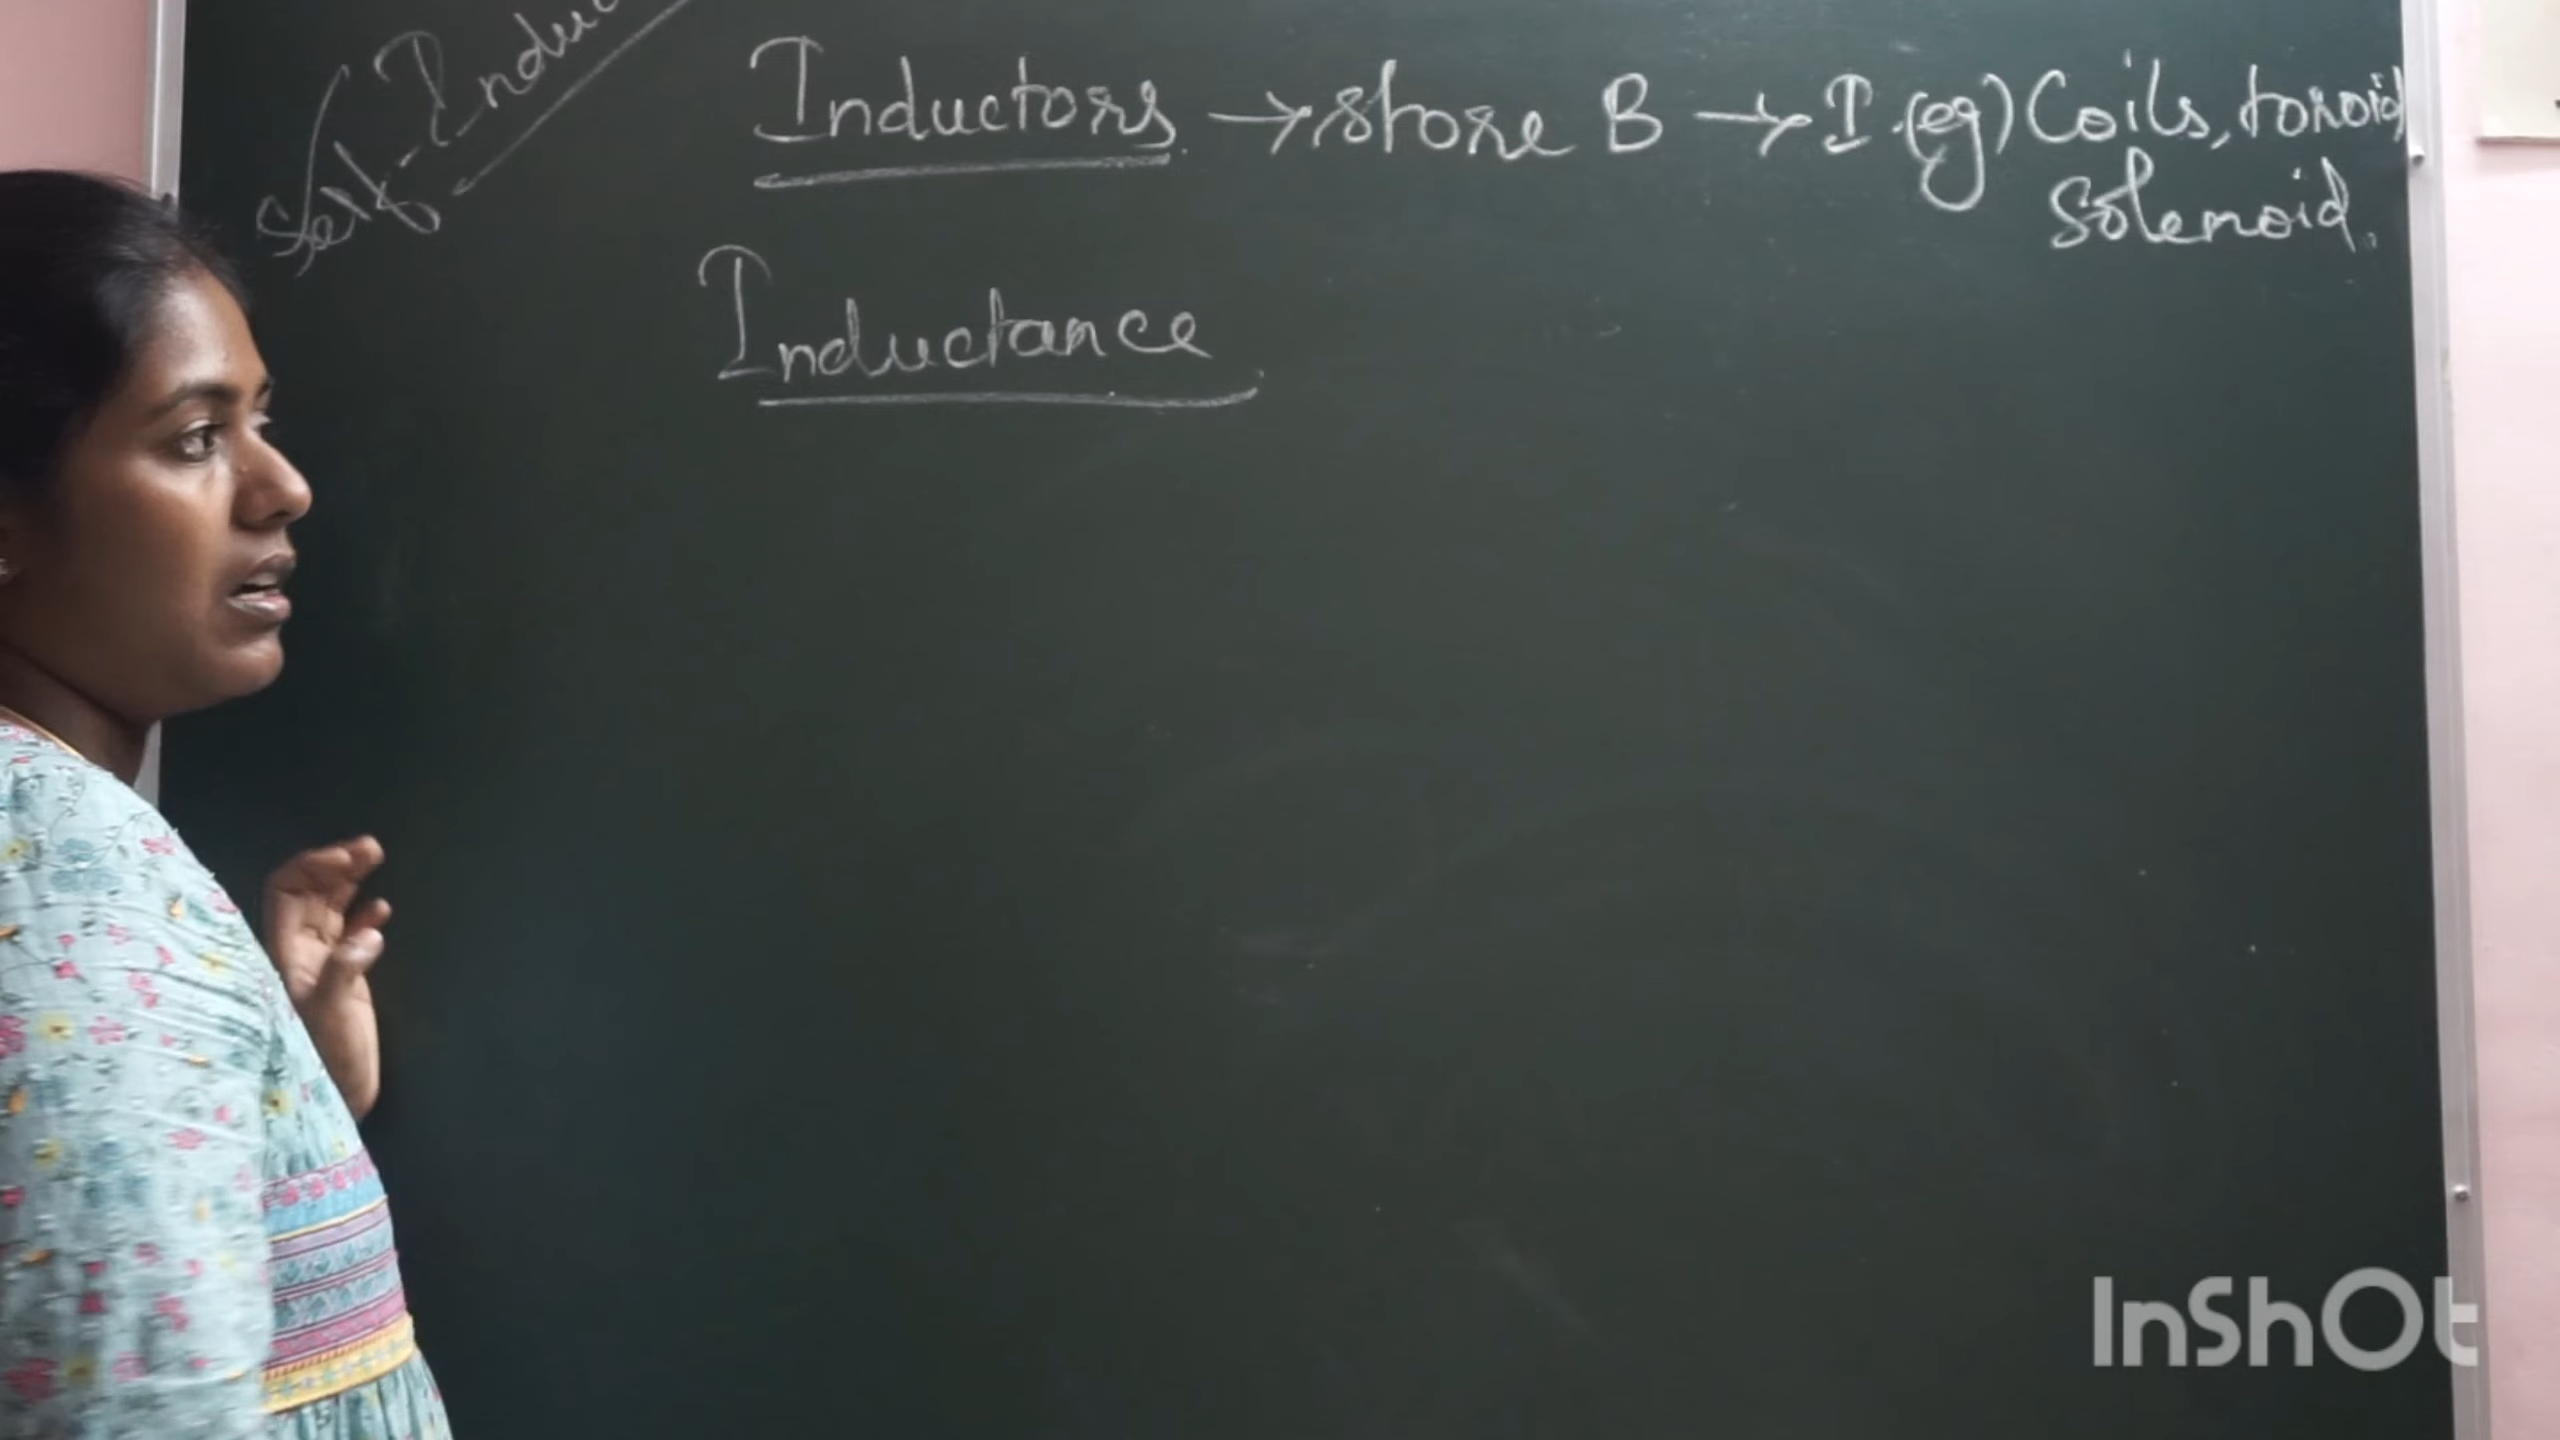 Self-Induc
Inductors → store B → I (eg) Coils, toroid
Solenoid.
Inductance
InShOt